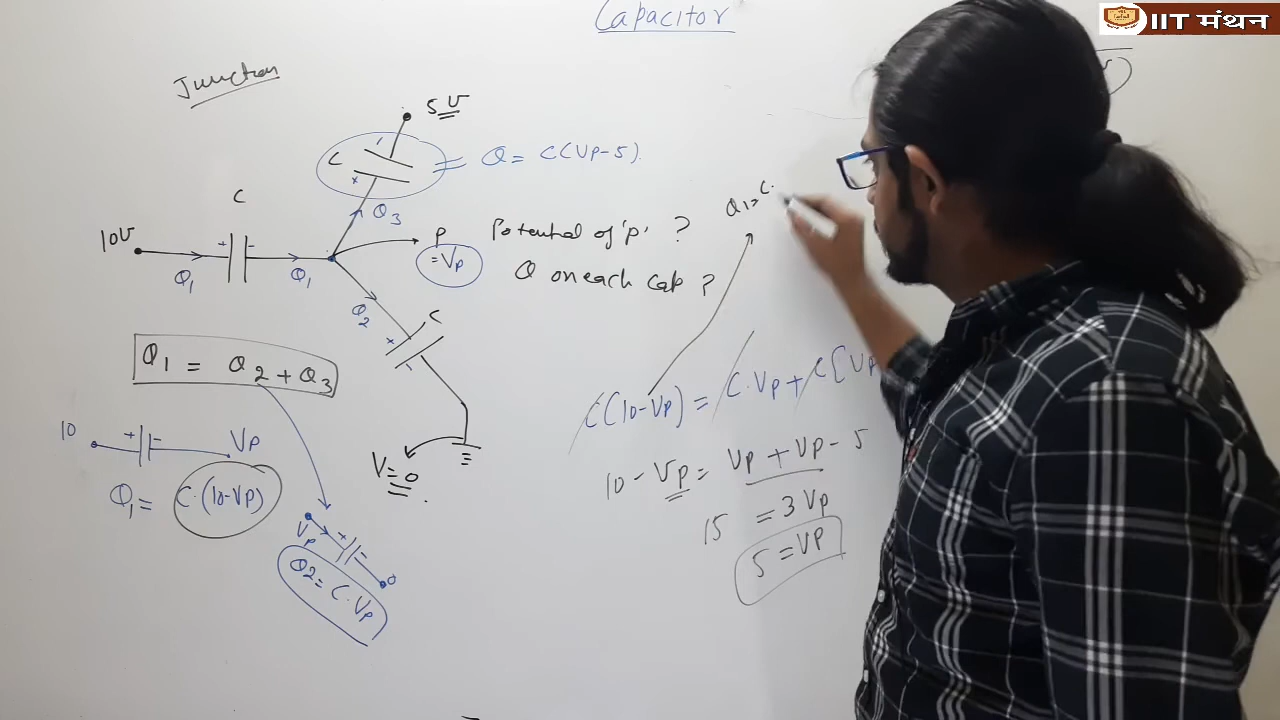 IIT मंथन
Capacitor
Junction
5V
C
Q = C(VP-5).
+
Q3
C
10V
+ -
Q1
Q1
P
=VP
Potential of 'p' ?
Q on each cap ?
Q1= C.
Q2
C
+
-
Q1 = Q2 + Q3
V=0
C(10-VP) = C.VP + C[VP
10 + - VP
Q1 = C.(10-VP)
10 - VP = VP + VP - 5
15 = 3VP
5 = VP
VP + - 0
Q2 = C.VP